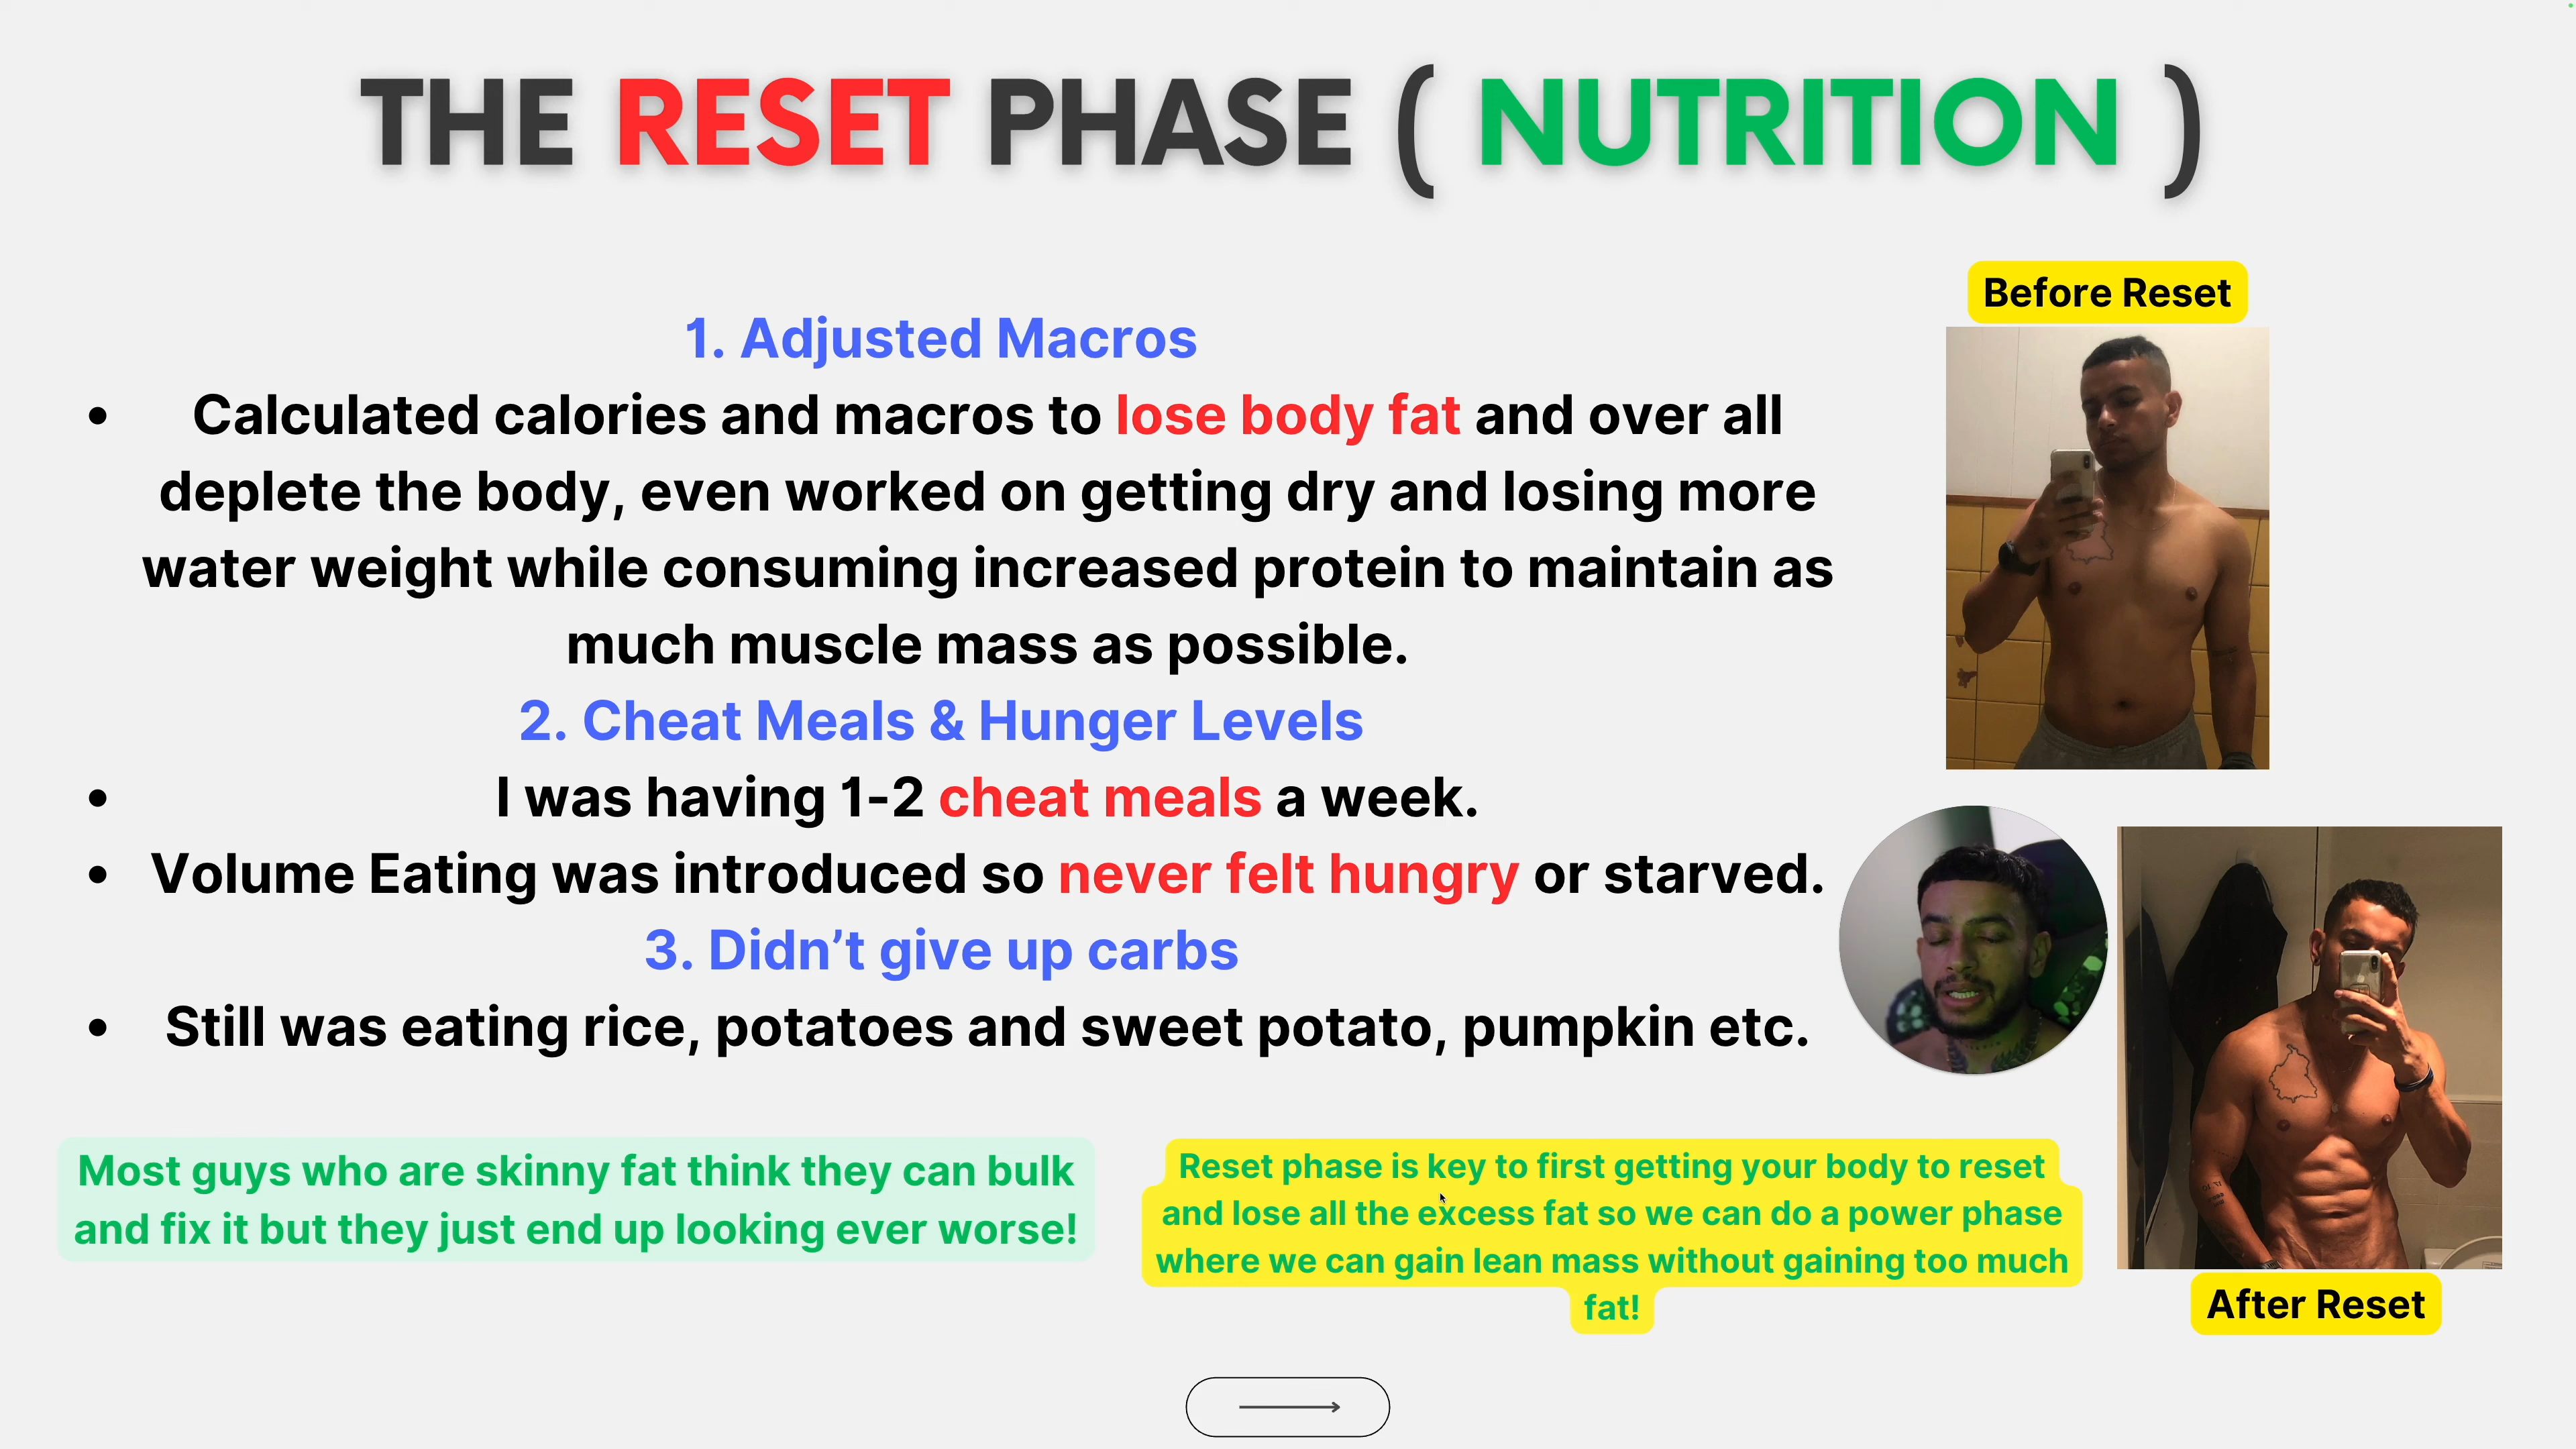 THE RESET PHASE ( NUTRITION )
Before Reset
1. Adjusted Macros
• Calculated calories and macros to lose body fat and over all
deplete the body, even worked on getting dry and losing more
water weight while consuming increased protein to maintain as
much muscle mass as possible.
2. Cheat Meals & Hunger Levels
• I was having 1-2 cheat meals a week.
• Volume Eating was introduced so never felt hungry or starved.
3. Didn’t give up carbs
• Still was eating rice, potatoes and sweet potato, pumpkin etc.
Most guys who are skinny fat think they can bulk
and fix it but they just end up looking ever worse!
Reset phase is key to first getting your body to reset
and lose all the excess fat so we can do a power phase
where we can gain lean mass without gaining too much
fat!
After Reset